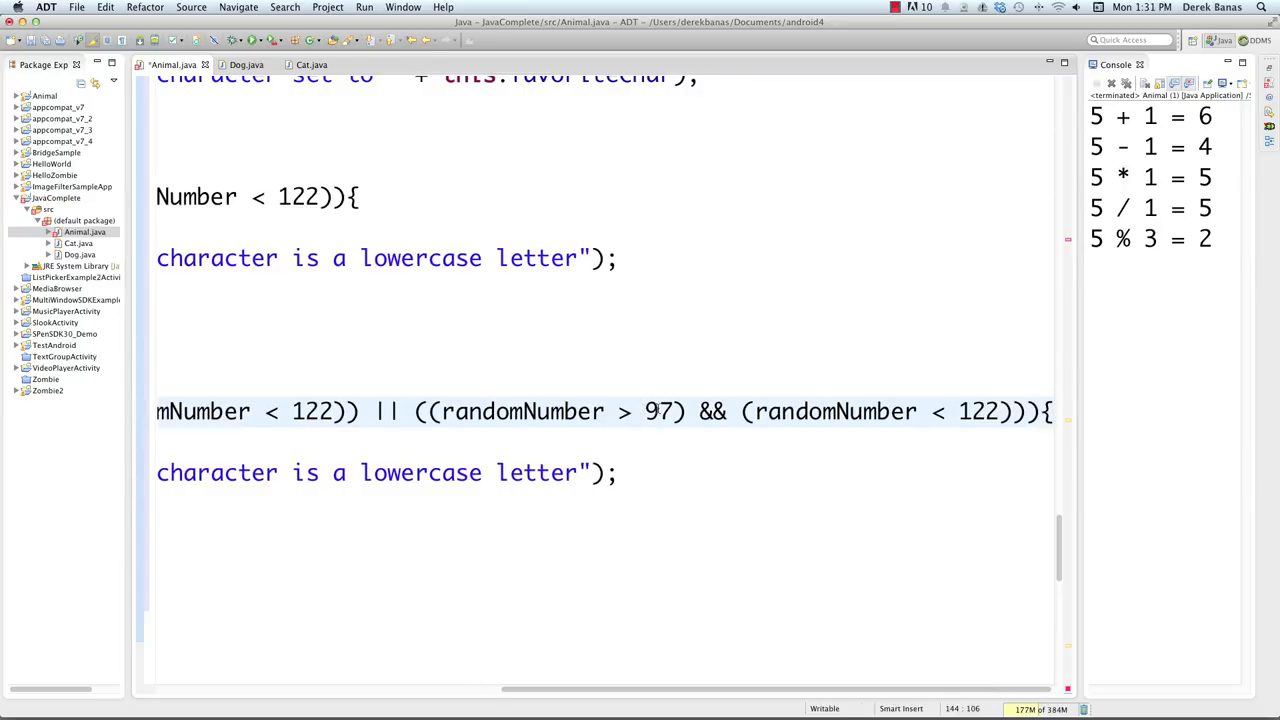 ADT File Edit Refactor Source Navigate Search Project Run Window Help 10 Mon 1:31 PM Derek Banas
Java – JavaComplete/src/Animal.java – ADT – /Users/derekbanas/Documents/android4
Quick Access Java DDMS
Package Exp
*Animal.java Dog.java Cat.java
Console
<terminated> Animal (1) [Java Application] /S
Animal
appcompat_v7
appcompat_v7_2
appcompat_v7_3
appcompat_v7_4
BridgeSample
HelloWorld
HelloZombie
ImageFilterSampleApp
JavaComplete
src
(default package)
Animal.java
Cat.java
Dog.java
JRE System Library [Ja
ListPickerExample2Activi
MediaBrowser
MultiWindowSDKExample
MusicPlayerActivity
SlookActivity
SPenSDK30_Demo
TestAndroid
TextGroupActivity
VideoPlayerActivity
Zombie
Zombie2
character set to " + this.favoriteChar);
Number < 122)){
character is a lowercase letter");
mNumber < 122)) || ((randomNumber > 97) && (randomNumber < 122))){
character is a lowercase letter");
5 + 1 = 6
5 - 1 = 4
5 * 1 = 5
5 / 1 = 5
5 % 3 = 2
Writable Smart Insert 144 : 106 177M of 384M